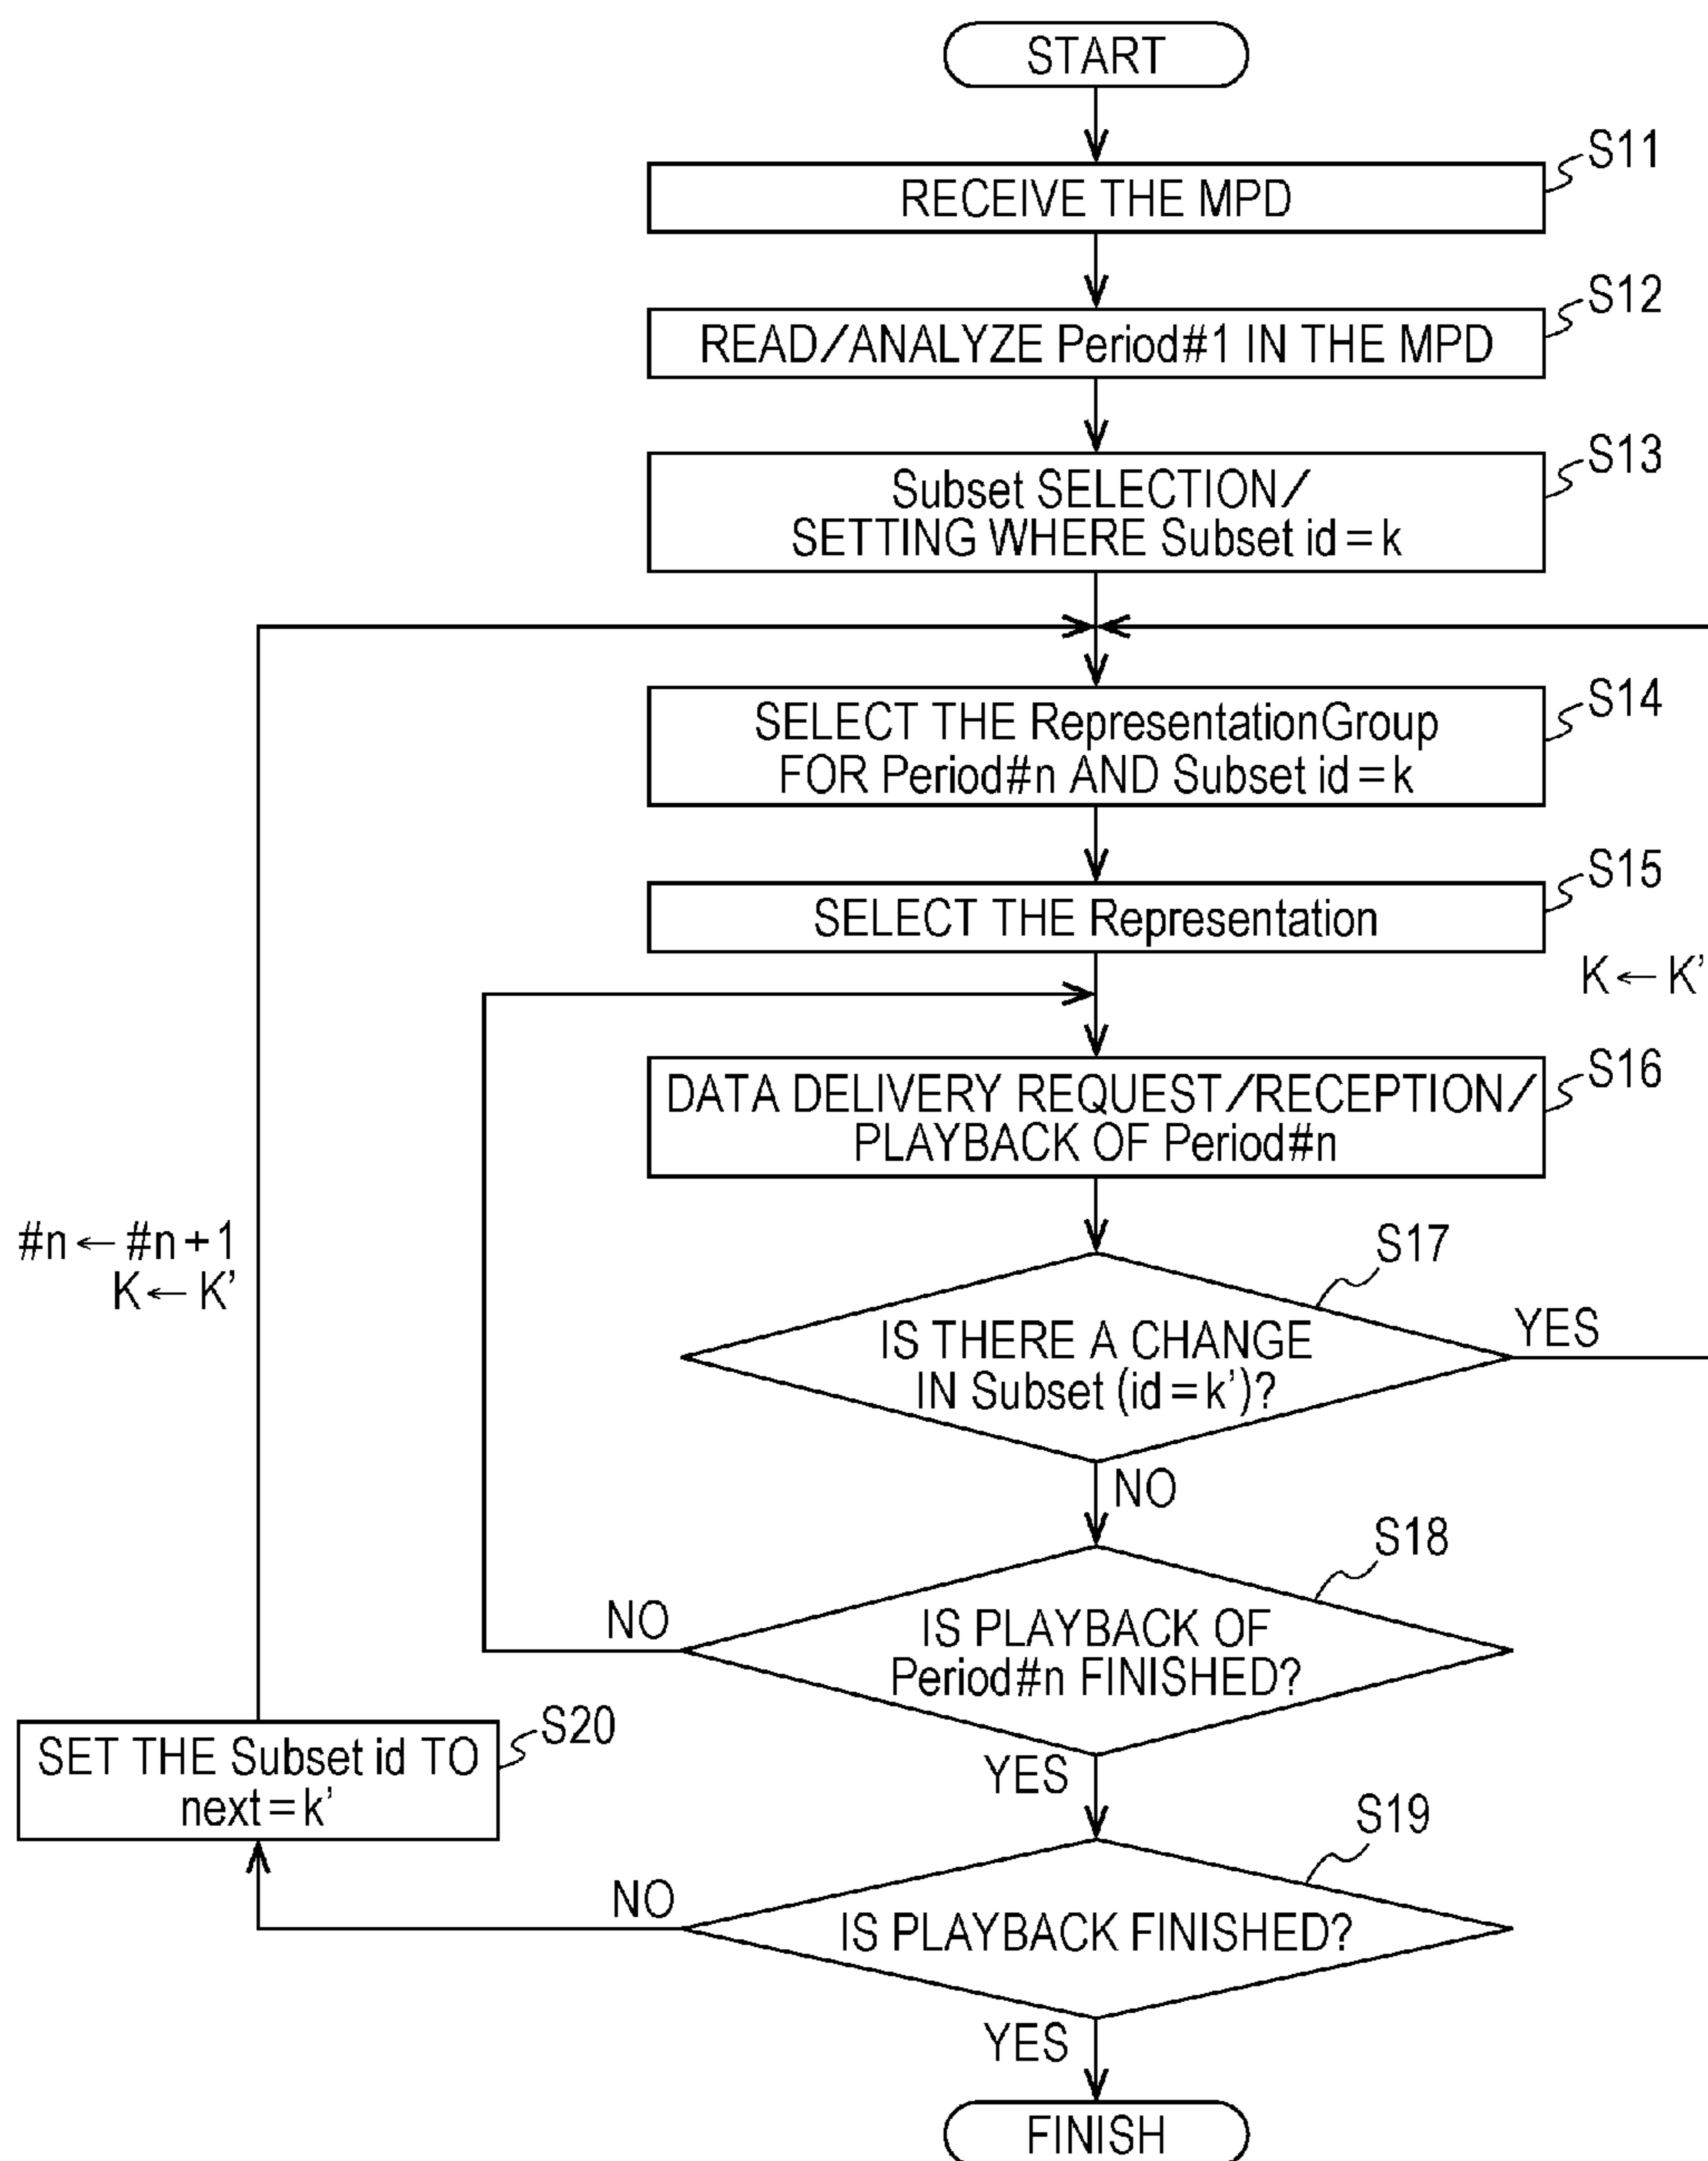 START
S11
RECEIVE THE MPD
S12
READ/ANALYZE Period#1 IN THE MPD
S13
Subset SELECTION/
SETTING WHERE Subset id=k
S14
SELECT THE RepresentationGroup
FOR Period#n AND Subset id=k
S15
SELECT THE Representation
K←K’
S16
DATA DELIVERY REQUEST/RECEPTION/
PLAYBACK OF Period#n
#n←#n+1
K←K’
S17
IS THERE A CHANGE
IN Subset (id=k’)?
YES
NO
S18
IS PLAYBACK OF
Period#n FINISHED?
NO
YES
S20
SET THE Subset id TO
next=k’
S19
IS PLAYBACK FINISHED?
NO
YES
FINISH